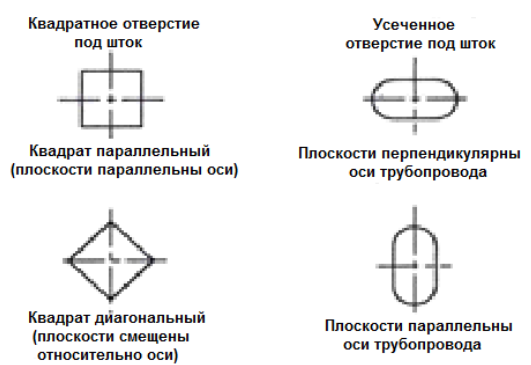 Квадратное отверстие
под шток
Усеченное
отверстие под шток
Квадрат параллельный
(плоскости параллельны оси)
Плоскости перпендикулярны
оси трубопровода
Квадрат диагональный
(плоскости смещены
относительно оси)
Плоскости параллельны
оси трубопровода